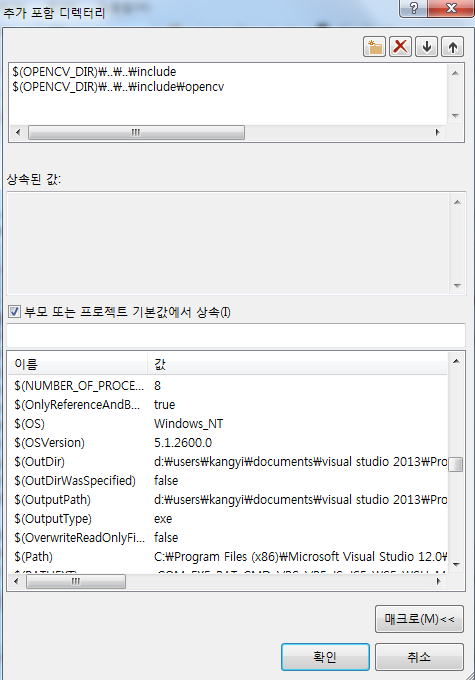 추가 포함 디렉터리
$(OPENCV_DIR)₩..₩..₩include
$(OPENCV_DIR)₩..₩..₩include₩opencv
상속된 값:
부모 또는 프로젝트 기본값에서 상속(I)
이름 값
$(NUMBER_OF_PROCE... 8
$(OnlyReferenceAndB... true
$(OS) Windows_NT
$(OSVersion) 5.1.2600.0
$(OutDir) d:₩users₩kangyi₩documents₩visual studio 2013₩Pro
$(OutDirWasSpecified) false
$(OutputPath) d:₩users₩kangyi₩documents₩visual studio 2013₩Pro
$(OutputType) exe
$(OverwriteReadOnlyFi... false
$(Path) C:₩Program Files (x86)₩Microsoft Visual Studio 12.0₩
매크로(M)<<
확인 취소